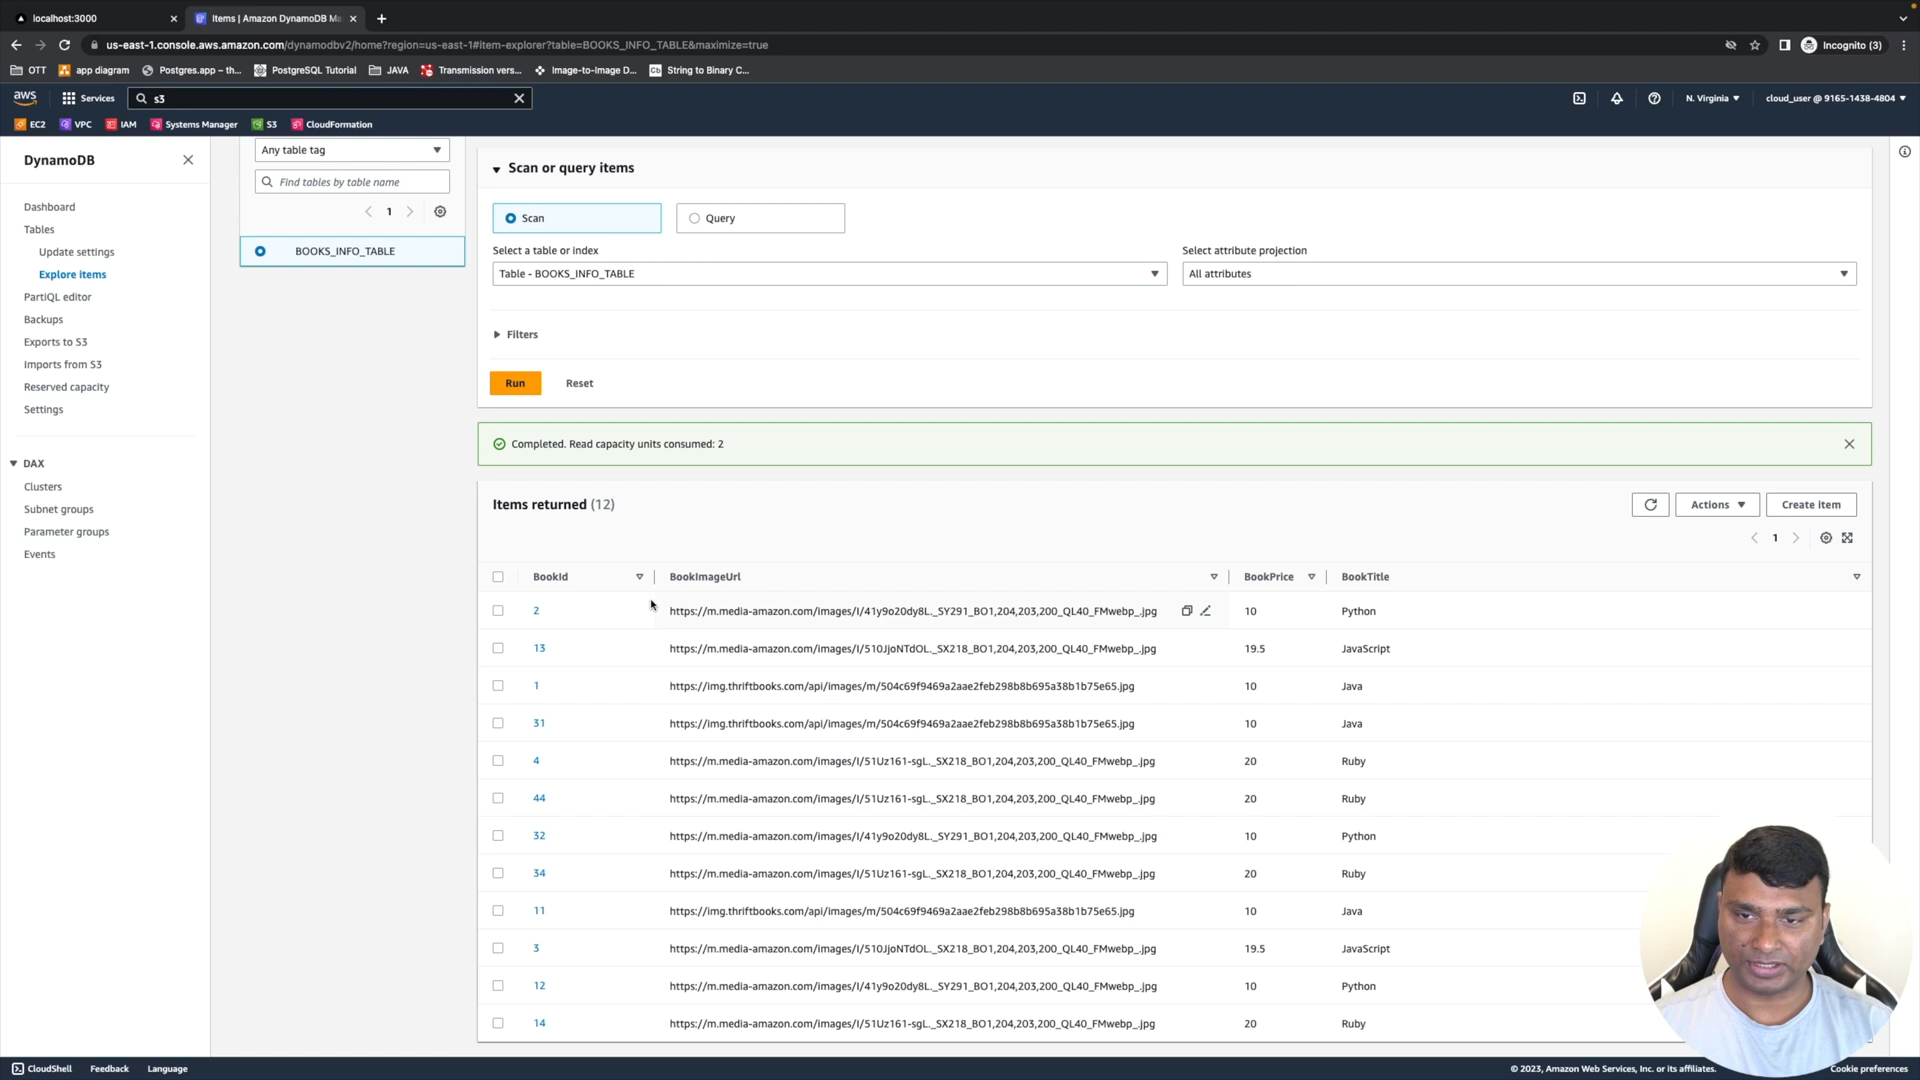 localhost:3000
Items | Amazon DynamoDB Ma
us-east-1.console.aws.amazon.com/dynamodbv2/home?region=us-east-1#item-explorer?table=BOOKS_INFO_TABLE&maximize=true
Incognito (3)
OTT
app diagram
Postgres.app – th...
PostgreSQL Tutorial
JAVA
Transmission vers...
Image-to-Image D...
Cb
String to Binary C...
aws
Services
s3
N. Virginia
cloud_user @ 9165-1438-4804
EC2
VPC
IAM
Systems Manager
S3
CloudFormation
DynamoDB
Dashboard
Tables
Update settings
Explore items
PartiQL editor
Backups
Exports to S3
Imports from S3
Reserved capacity
Settings
DAX
Clusters
Subnet groups
Parameter groups
Events
Any table tag
Find tables by table name
1
BOOKS_INFO_TABLE
Scan or query items
Scan
Query
Select a table or index
Select attribute projection
Table - BOOKS_INFO_TABLE
All attributes
Filters
Run
Reset
Completed. Read capacity units consumed: 2
Items returned (12)
Actions
Create item
1
BookId BookImageUrl BookPrice BookTitle
2 https://m.media-amazon.com/images/I/41y9o20dy8L._SY291_BO1,204,203,200_QL40_FMwebp_.jpg 10 Python
13 https://m.media-amazon.com/images/I/510JjoNTdOL._SX218_BO1,204,203,200_QL40_FMwebp_.jpg 19.5 JavaScript
1 https://img.thriftbooks.com/api/images/m/504c69f9469a2aae2feb298b8b695a38b1b75e65.jpg 10 Java
31 https://img.thriftbooks.com/api/images/m/504c69f9469a2aae2feb298b8b695a38b1b75e65.jpg 10 Java
4 https://m.media-amazon.com/images/I/51Uz161-sgL._SX218_BO1,204,203,200_QL40_FMwebp_.jpg 20 Ruby
44 https://m.media-amazon.com/images/I/51Uz161-sgL._SX218_BO1,204,203,200_QL40_FMwebp_.jpg 20 Ruby
32 https://m.media-amazon.com/images/I/41y9o20dy8L._SY291_BO1,204,203,200_QL40_FMwebp_.jpg 10 Python
34 https://m.media-amazon.com/images/I/51Uz161-sgL._SX218_BO1,204,203,200_QL40_FMwebp_.jpg 20 Ruby
11 https://img.thriftbooks.com/api/images/m/504c69f9469a2aae2feb298b8b695a38b1b75e65.jpg 10 Java
3 https://m.media-amazon.com/images/I/510JjoNTdOL._SX218_BO1,204,203,200_QL40_FMwebp_.jpg 19.5 JavaScript
12 https://m.media-amazon.com/images/I/41y9o20dy8L._SY291_BO1,204,203,200_QL40_FMwebp_.jpg 10 Python
14 https://m.media-amazon.com/images/I/51Uz161-sgL._SX218_BO1,204,203,200_QL40_FMwebp_.jpg 20 Ruby
CloudShell
Feedback
Language
© 2023, Amazon Web Services, Inc. or its affiliates.
Cookie preferences